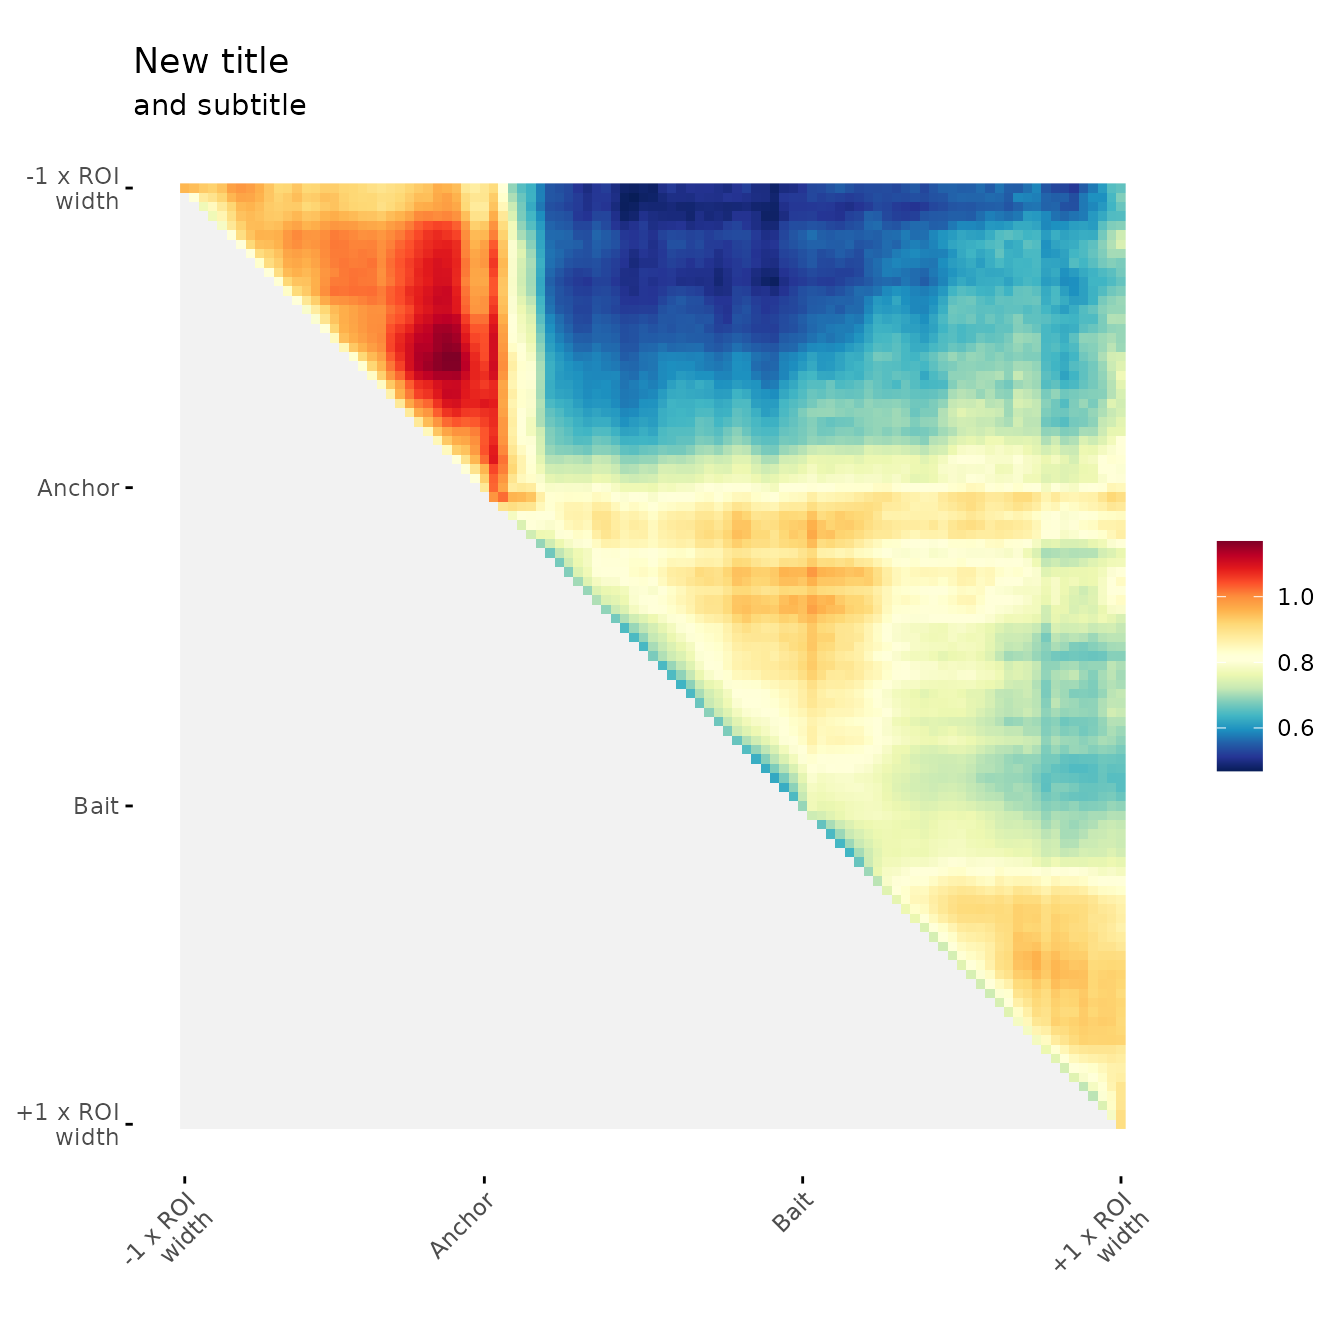 New title
and subtitle
-1 x ROI
width
Anchor
Bait
+1 x ROI
width
1.0
0.8
0.6
-1 x ROI
width
Anchor
Bait
+1 x ROI
width